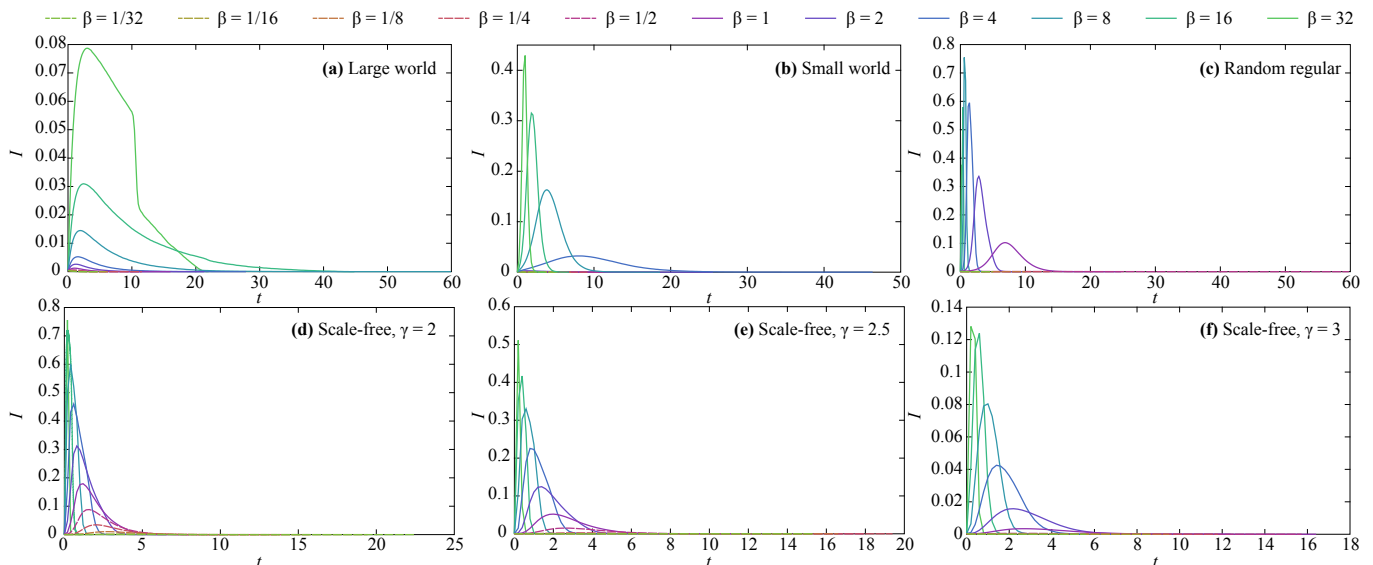 β = 1/32 β = 1/16 β = 1/8 β = 1/4 β = 1/2 β = 1 β = 2 β = 4 β = 8 β = 16 β = 32
(a) Large world
I
0.08
0.07
0.06
0.05
0.04
0.03
0.02
0.01
0
0 10 20 30 40 50 60
t
(b) Small world
I
0.4
0.3
0.2
0.1
0
0 10 20 30 40 50
t
(c) Random regular
I
0.8
0.7
0.6
0.5
0.4
0.3
0.2
0.1
0
0 10 20 30 40 50 60
t
(d) Scale-free, γ = 2
I
0.8
0.7
0.6
0.5
0.4
0.3
0.2
0.1
0
0 5 10 15 20 25
t
(e) Scale-free, γ = 2.5
I
0.6
0.5
0.4
0.3
0.2
0.1
0
0 2 4 6 8 10 12 14 16 18 20
t
(f) Scale-free, γ = 3
I
0.14
0.12
0.1
0.08
0.06
0.04
0.02
0
0 2 4 6 8 10 12 14 16 18
t